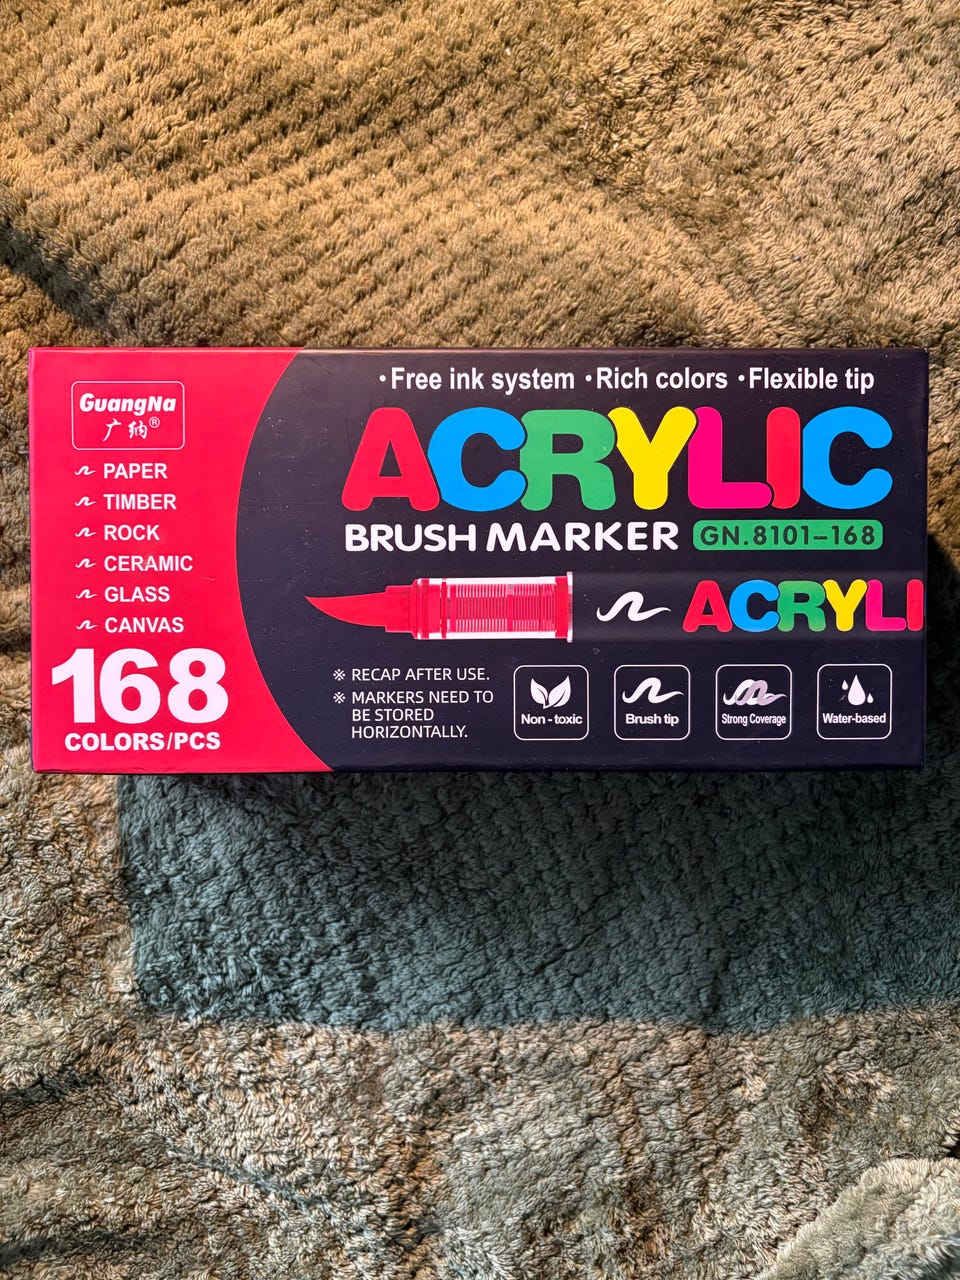 ·Free ink system ·Rich colors ·Flexible tip
GuangNa
广纳®
ACRYLIC
BRUSH MARKER GN.8101-168
PAPER
TIMBER
ROCK
CERAMIC
GLASS
CANVAS
168
COLORS/PCS
ACRYLI
※ RECAP AFTER USE.
※ MARKERS NEED TO
BE STORED
HORIZONTALLY.
Non-toxic
Brush tip
Strong Coverage
Water-based